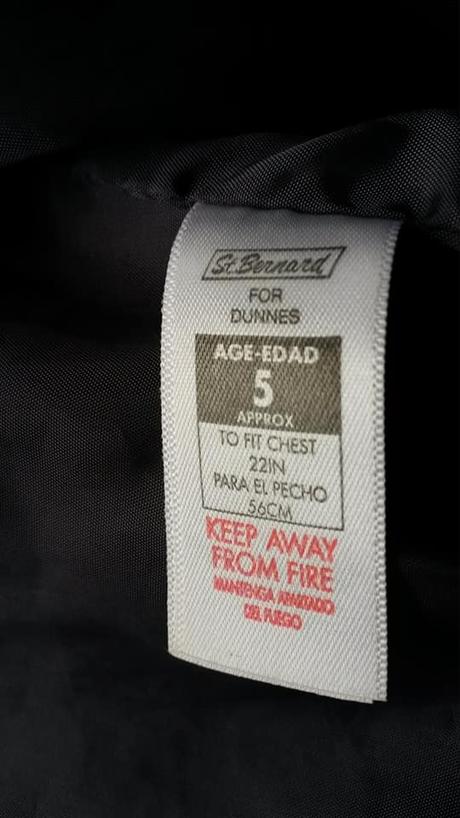 St.Bernard
FOR
DUNNES
AGE-EDAD
5
APPROX
TO FIT CHEST
22IN
PARA EL PECHO
56CM
KEEP AWAY
FROM FIRE
MANTENGA APARTADO
DEL FUEGO